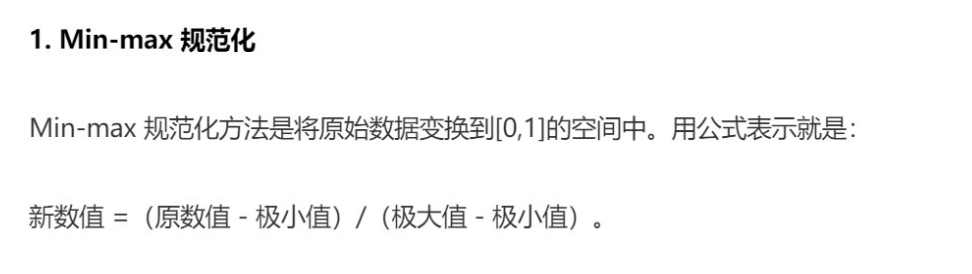 1. Min-max 规范化
Min-max 规范化方法是将原始数据变换到[0,1]的空间中。用公式表示就是：
新数值 =（原数值 - 极小值）/（极大值 - 极小值）。